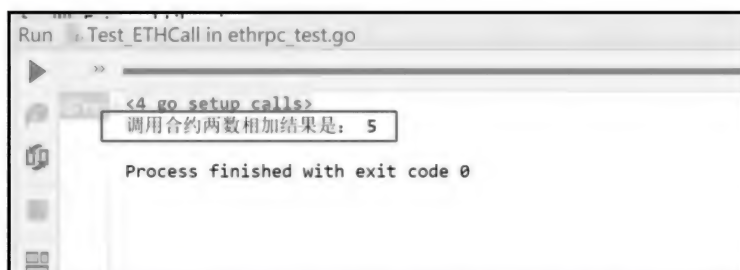 Run Test_ETHCall in ethrpc_test.go
»
<4 go setup calls>
调用合约两数相加结果是： 5
Process finished with exit code 0